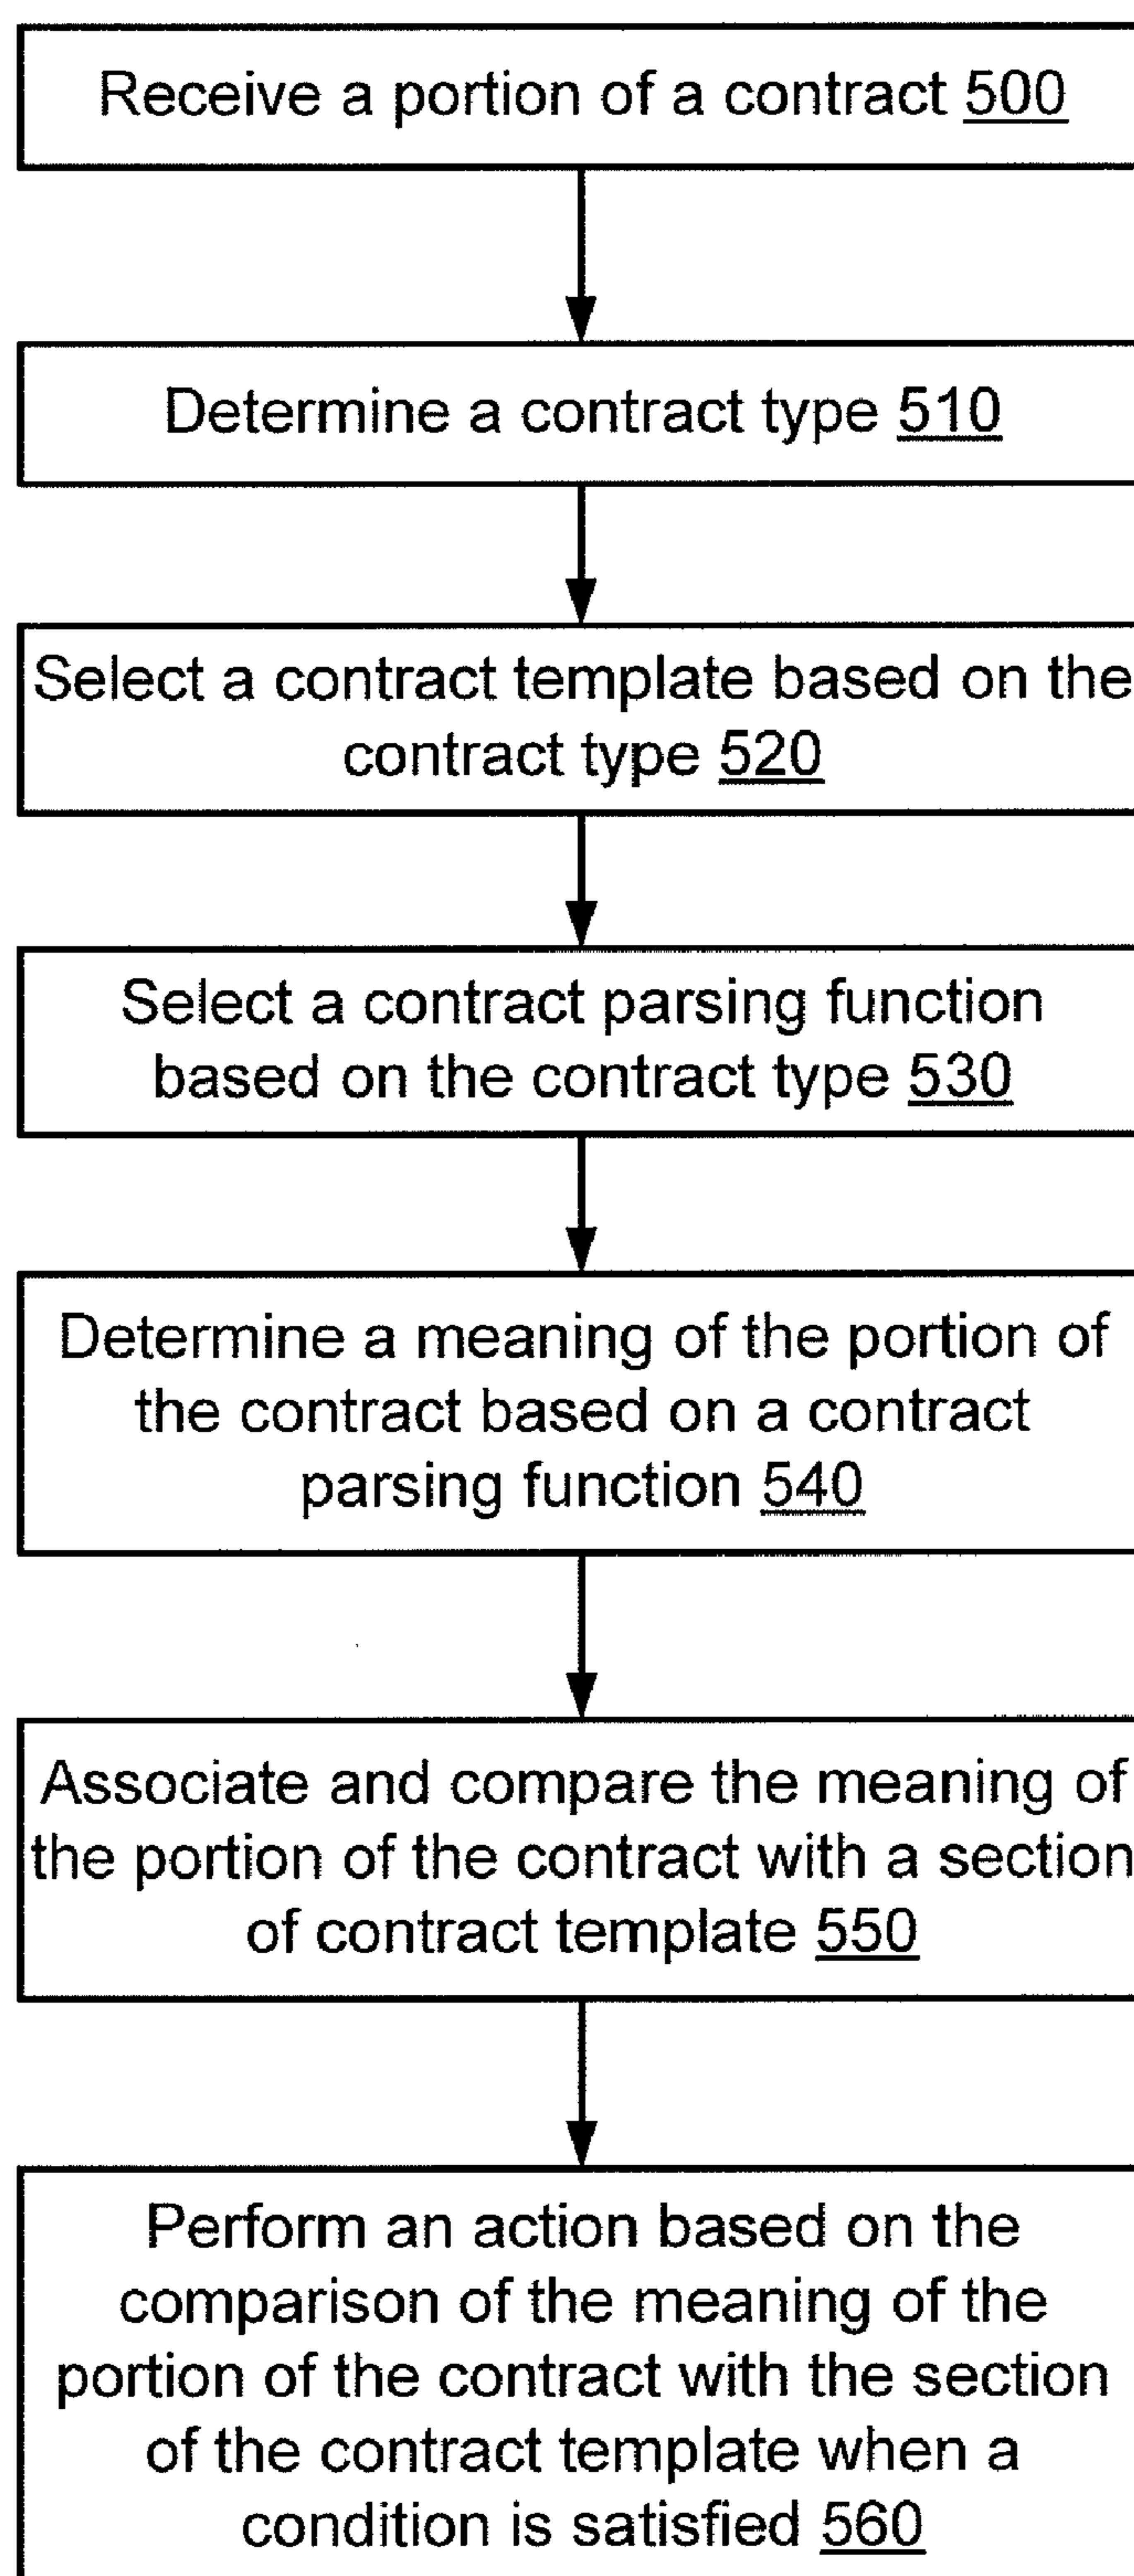 Receive a portion of a contract 500
Determine a contract type 510
Select a contract template based on the
contract type 520
Select a contract parsing function
based on the contract type 530
Determine a meaning of the portion of
the contract based on a contract
parsing function 540
Associate and compare the meaning of
the portion of the contract with a section
of contract template 550
Perform an action based on the
comparison of the meaning of the
portion of the contract with the section
of the contract template when a
condition is satisfied 560